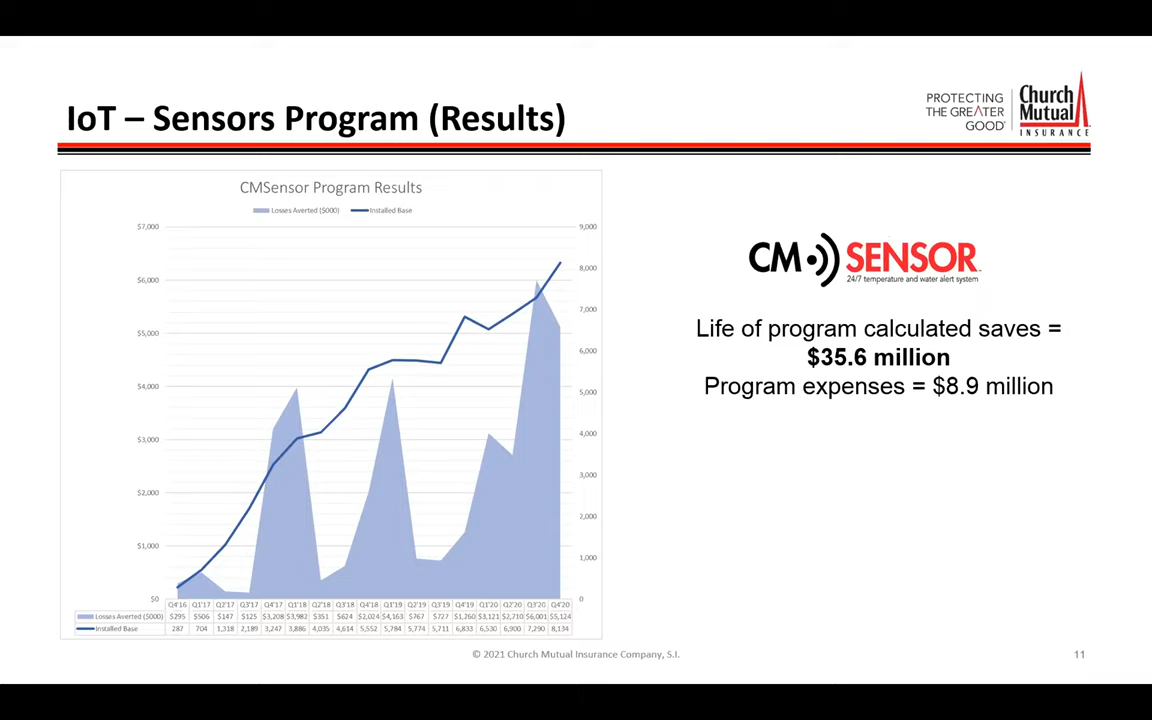 IoT – Sensors Program (Results)
PROTECTING
THE GREATER
GOOD
Church
Mutual
INSURANCE
CMSensor Program Results
Losses Averted ($000) Installed Base
$7,000
$6,000
$5,000
$4,000
$3,000
$2,000
$1,000
$0
9,000
8,000
7,000
6,000
5,000
4,000
3,000
2,000
1,000
0
Q4'16 Q1'17 Q2'17 Q3'17 Q4'17 Q1'18 Q2'18 Q3'18 Q4'18 Q1'19 Q2'19 Q3'19 Q4'19 Q1'20 Q2'20 Q3'20 Q4'20
Losses Averted ($000) $295 $506 $147 $125 $3,208 $3,982 $351 $624 $2,024 $4,163 $767 $727 $1,260 $3,121 $2,710 $6,001 $5,124
Installed Base 287 704 1,318 2,189 3,247 3,886 4,035 4,614 5,552 5,784 5,774 5,711 6,833 6,530 6,900 7,290 8,134
CM SENSOR
24/7 temperature and water alert system
Life of program calculated saves =
$35.6 million
Program expenses = $8.9 million
© 2021 Church Mutual Insurance Company, S.I.
11